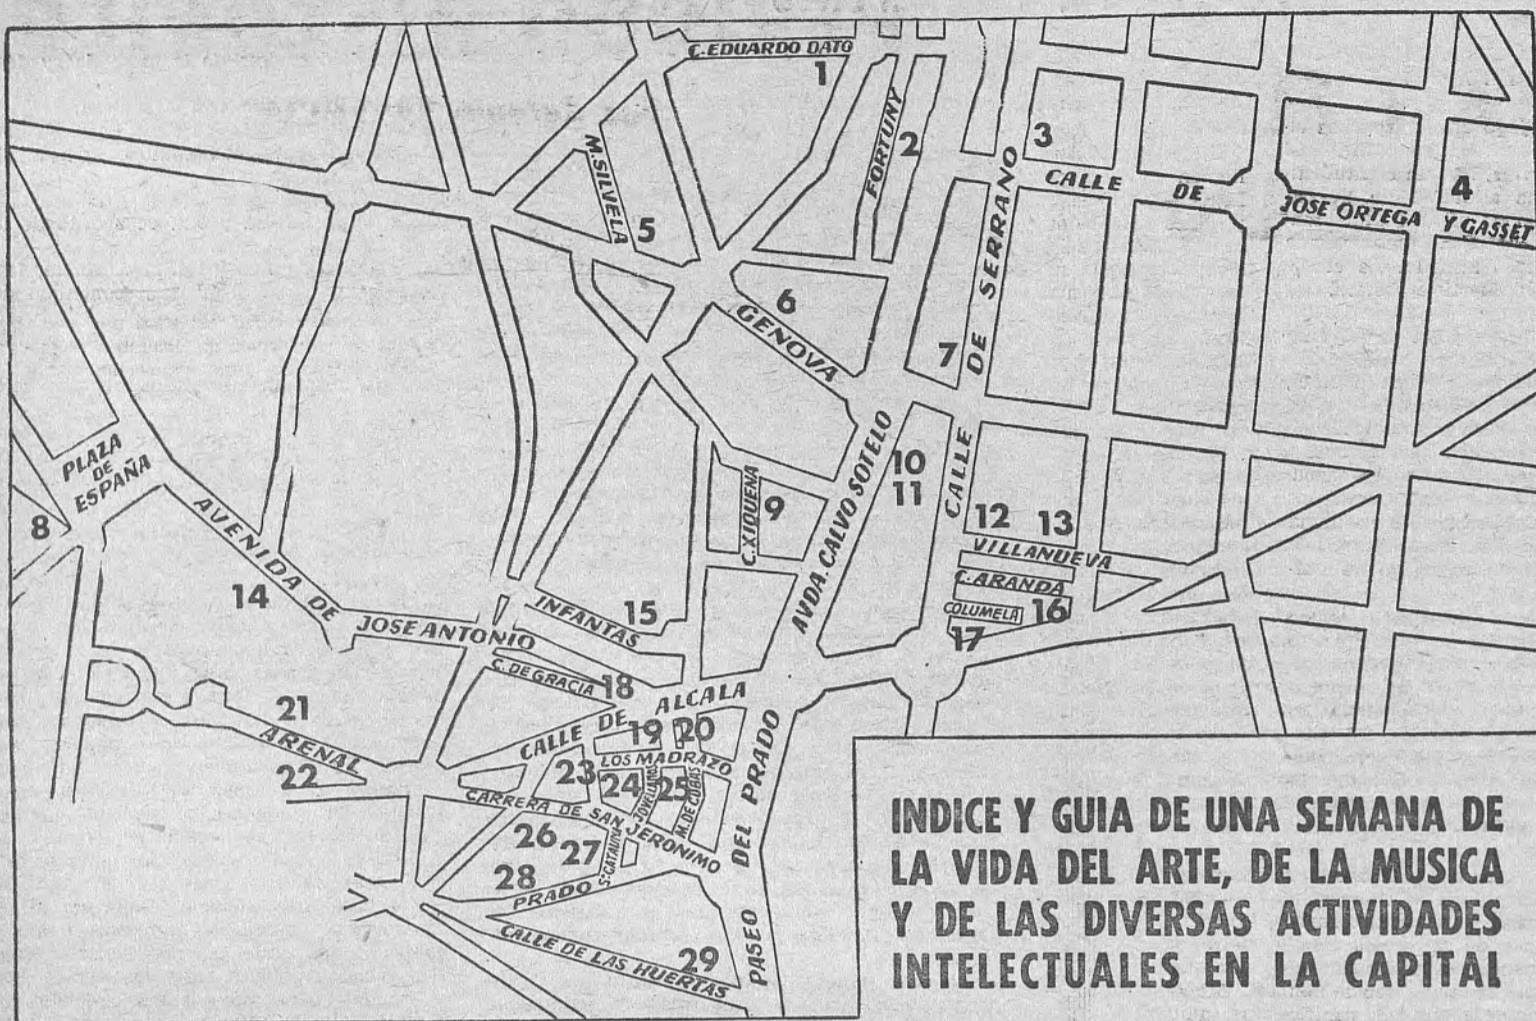 C. EDUARDO DATO
1
FORTUNY
2
3
M. SILVELA
5
CALLE DE JOSE ORTEGA Y GASSET
4
6
GENOVA
7
CALLE DE SERRANO
PLAZA
DE
ESPAÑA
8
AVENIDA DE JOSE ANTONIO
14
C. XIQUENA
9
AVDA. CALVO SOTELO
10
11
12
13
VILLANUEVA
C. ARANDA
COLUMELA
16
17
INFANTAS
15
C. DE GRACIA
18
CALLE DE ALCALA
19
20
21
ARENAL
22
LOS MADRAZO
23
24
JOVELLANOS
25
M. DE CUBAS
CARRERA DE SAN JERONIMO
26
27
Sta CATALINA
28
PRADO
CALLE DE LAS HUERTAS
29
PASEO DEL PRADO
INDICE Y GUIA DE UNA SEMANA DE
LA VIDA DEL ARTE, DE LA MUSICA
Y DE LAS DIVERSAS ACTIVIDADES
INTELECTUALES EN LA CAPITAL